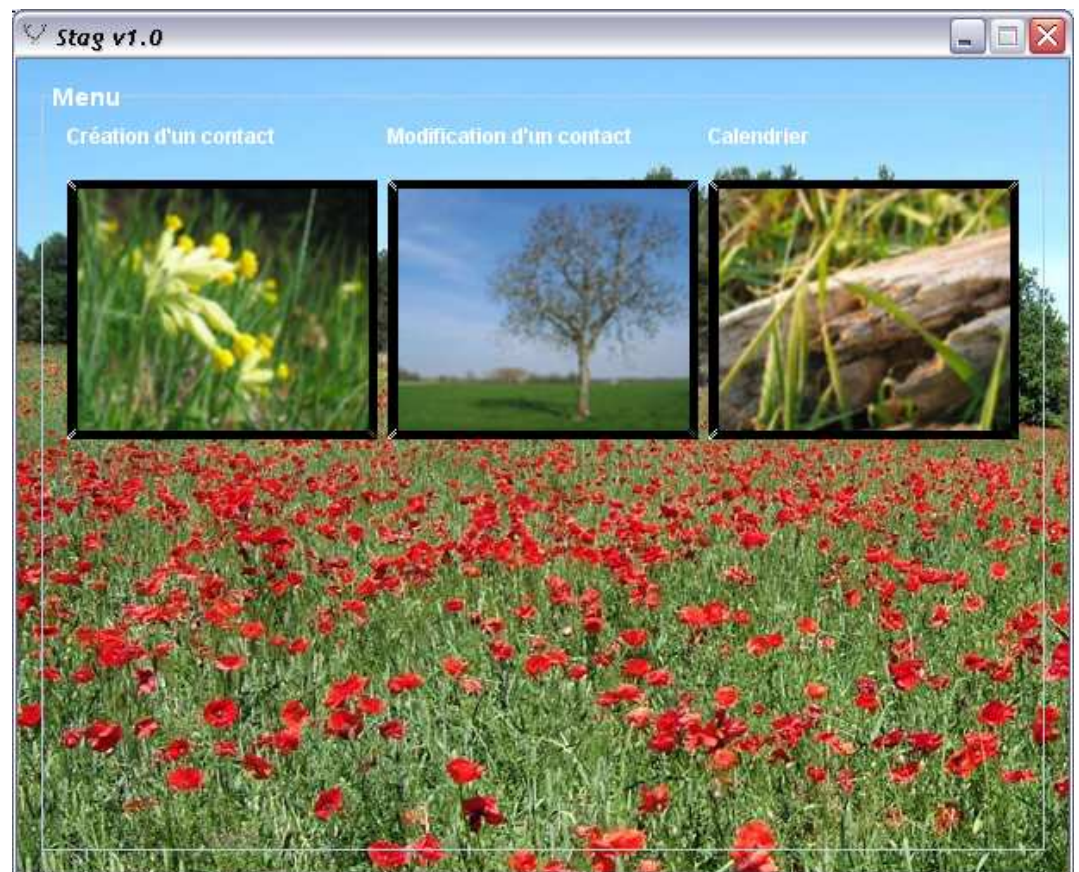 Stag v1.0
Menu
Création d'un contact
Modification d'un contact
Calendrier